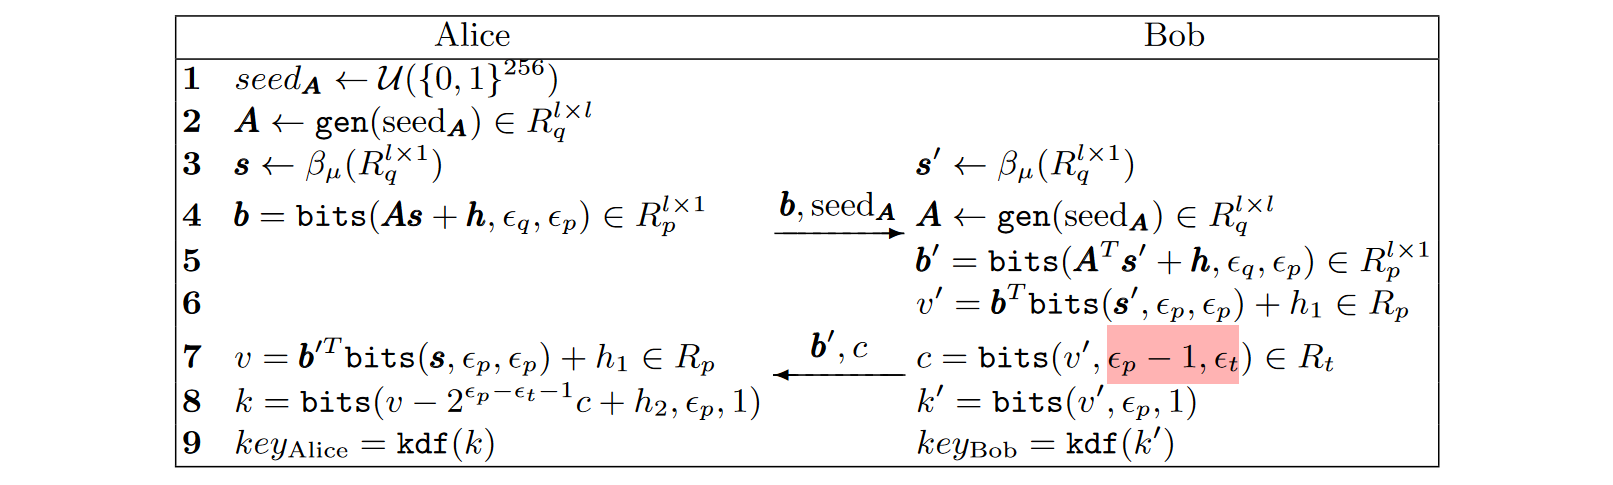 Alice Bob
1 seed_𝑨 ← 𝒰({0, 1}^256)
2 𝑨 ← gen(seed_𝑨) ∈ R_q^{l×l}
3 𝒔 ← β_μ(R_q^{l×1}) 𝒔′ ← β_μ(R_q^{l×1})
4 𝒃 = bits(𝑨𝒔 + 𝒉, ϵ_q, ϵ_p) ∈ R_p^{l×1} 𝒃, seed_𝑨 → 𝑨 ← gen(seed_𝑨) ∈ R_q^{l×l}
5 𝒃′ = bits(𝑨^T 𝒔′ + 𝒉, ϵ_q, ϵ_p) ∈ R_p^{l×1}
6 v′ = 𝒃^T bits(𝒔′, ϵ_p, ϵ_p) + h_1 ∈ R_p
7 v = 𝒃′^T bits(𝒔, ϵ_p, ϵ_p) + h_1 ∈ R_p 𝒃′, c ← c = bits(v′, ϵ_p − 1, ϵ_t) ∈ R_t
8 k = bits(v − 2^{ϵ_p−ϵ_t−1}c + h_2, ϵ_p, 1) k′ = bits(v′, ϵ_p, 1)
9 key_Alice = kdf(k) key_Bob = kdf(k′)